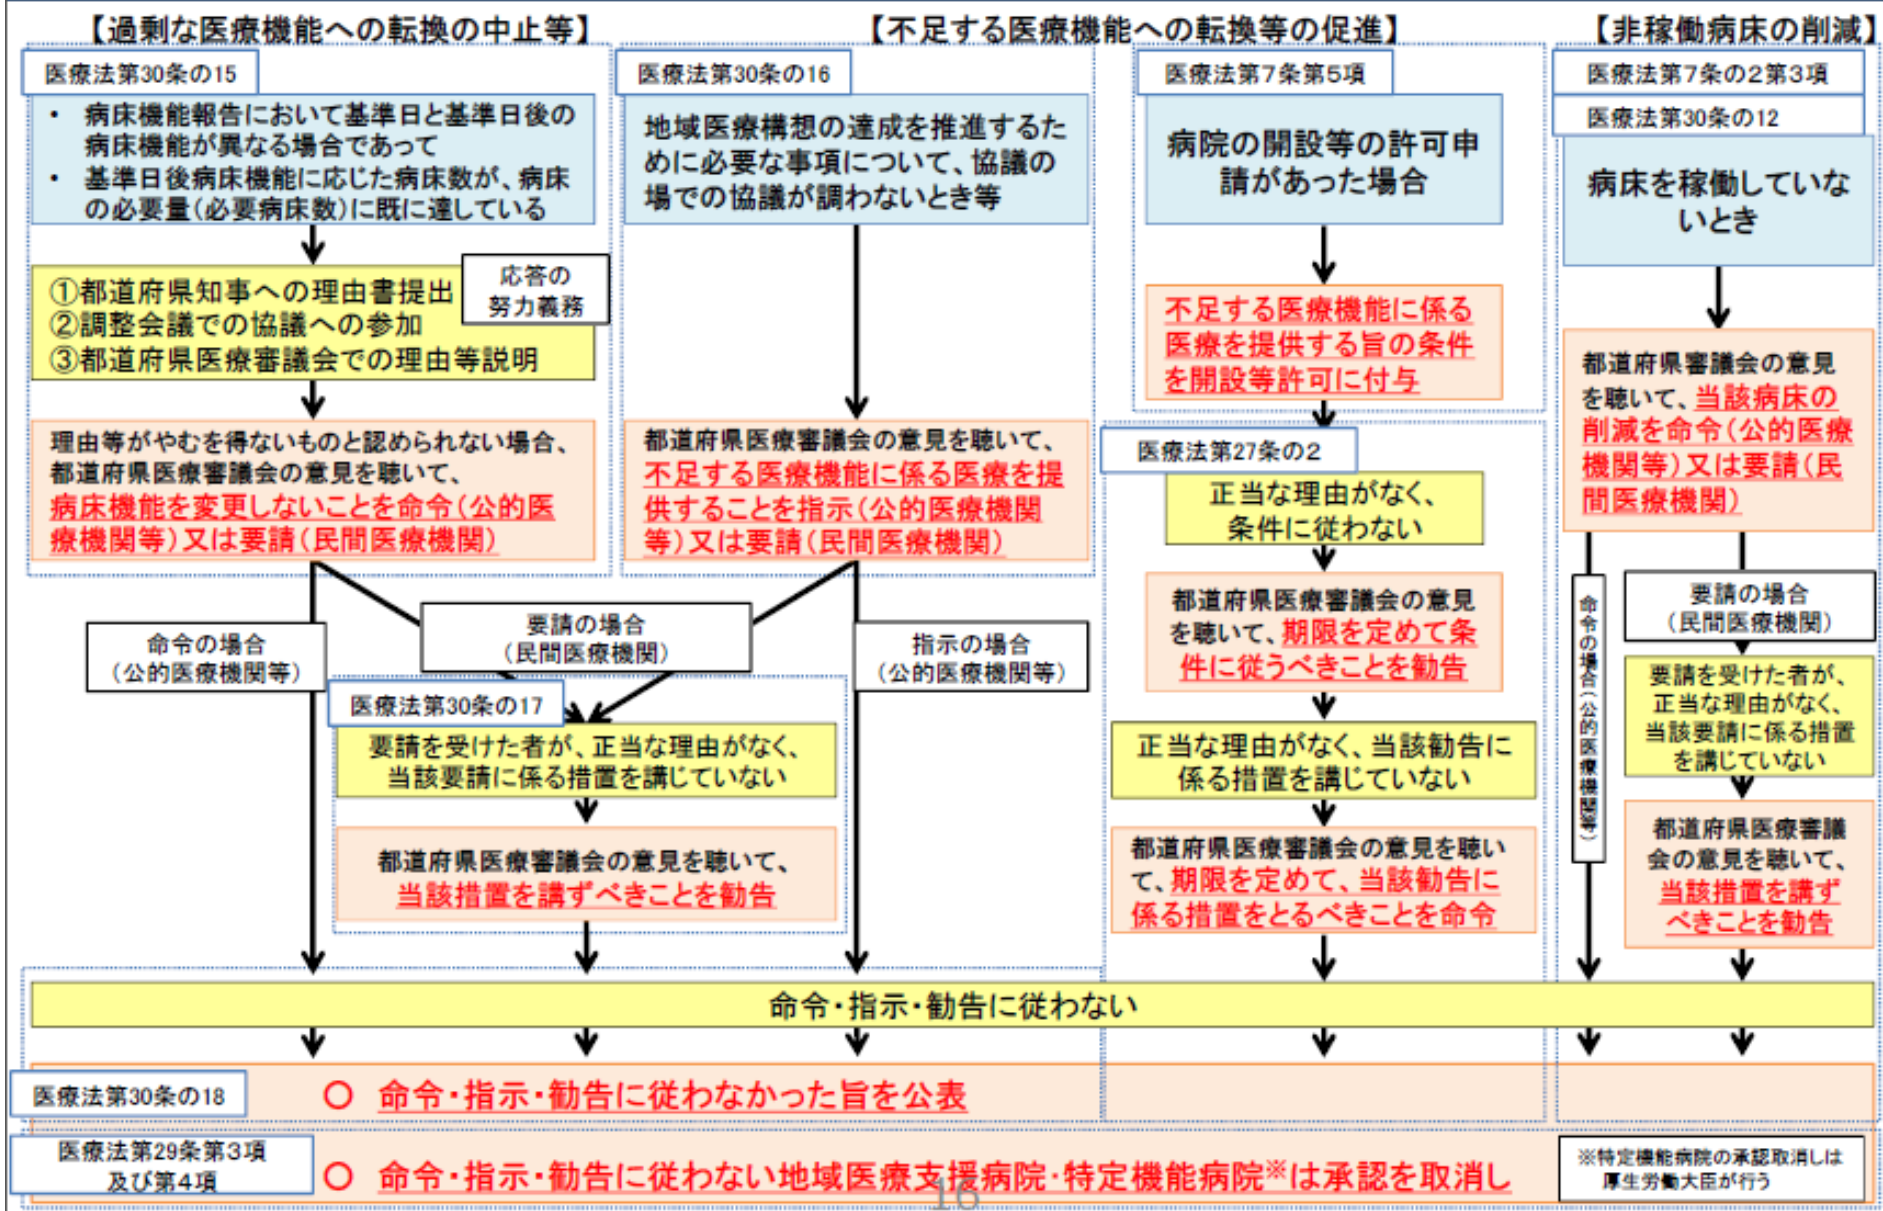 【過剰な医療機能への転換の中止等】
【不足する医療機能への転換等の促進】
【非稼働病床の削減】
医療法第30条の15
・ 病床機能報告において基準日と基準日後の
病床機能が異なる場合であって
・ 基準日後病床機能に応じた病床数が、病床
の必要量(必要病床数)に既に達している
応答の
努力義務
①都道府県知事への理由書提出
②調整会議での協議への参加
③都道府県医療審議会での理由等説明
理由等がやむを得ないものと認められない場合、
都道府県医療審議会の意見を聴いて、
病床機能を変更しないことを命令(公的医
療機関等)又は要請(民間医療機関)
医療法第30条の16
地域医療構想の達成を推進するた
めに必要な事項について、協議の
場での協議が調わないとき等
都道府県医療審議会の意見を聴いて、
不足する医療機能に係る医療を提
供することを指示(公的医療機関
等)又は要請(民間医療機関)
命令の場合
(公的医療機関等)
要請の場合
(民間医療機関)
指示の場合
(公的医療機関等)
医療法第30条の17
要請を受けた者が、正当な理由がなく、
当該要請に係る措置を講じていない
都道府県医療審議会の意見を聴いて、
当該措置を講ずべきことを勧告
医療法第7条第5項
病院の開設等の許可申
請があった場合
不足する医療機能に係る
医療を提供する旨の条件
を開設等許可に付与
医療法第27条の2
正当な理由がなく、
条件に従わない
都道府県医療審議会の意見
を聴いて、期限を定めて条
件に従うべきことを勧告
正当な理由がなく、当該勧告に
係る措置を講じていない
都道府県医療審議会の意見を聴い
て、期限を定めて、当該勧告に
係る措置をとるべきことを命令
医療法第7条の2第3項
医療法第30条の12
病床を稼働していな
いとき
都道府県審議会の意見
を聴いて、当該病床の
削減を命令(公的医療
機関等)又は要請(民
間医療機関)
命令の場合(公的医療機関等)
要請の場合
(民間医療機関)
要請を受けた者が、
正当な理由がなく、
当該要請に係る措置
を講じていない
都道府県医療審議
会の意見を聴いて、
当該措置を講ず
べきことを勧告
命令・指示・勧告に従わない
医療法第30条の18
〇 命令・指示・勧告に従わなかった旨を公表
医療法第29条第3項
及び第4項
〇 命令・指示・勧告に従わない地域医療支援病院・特定機能病院※は承認を取消し
※特定機能病院の承認取消しは
厚生労働大臣が行う
16